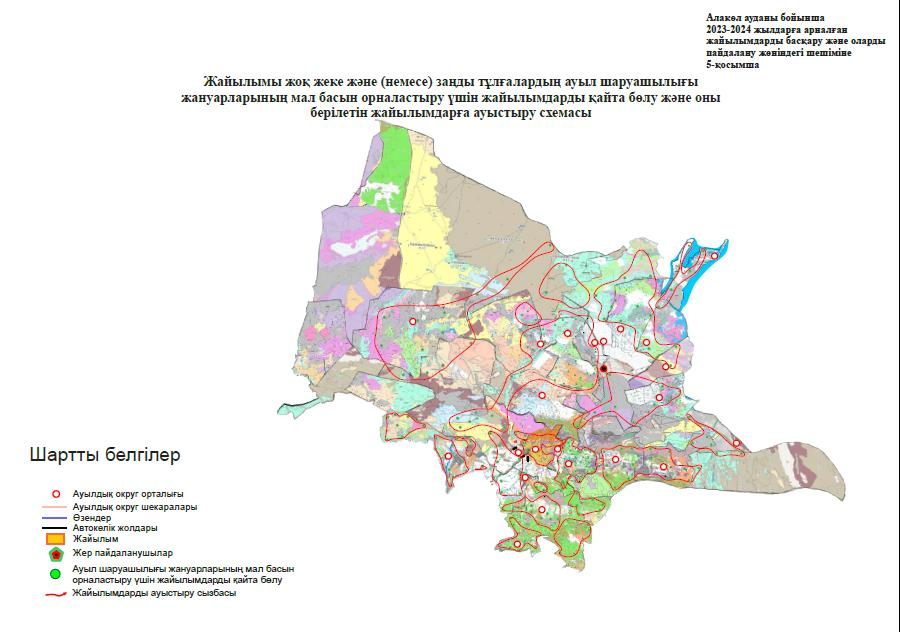 Алакөл ауданы бойынша
2023-2024 жылдарға арналған
жайылымдарды басқару және оларды
пайдалану жөніндегі шешіміне
5-қосымша
Жайылымы жоқ жеке және (немесе) заңды тұлғалардың ауыл шаруашылығы
жануарларының мал басын орналастыру үшін жайылымдарды қайта бөлу және оны
берілетін жайылымдарға ауыстыру схемасы
Шартты белгілер
Ауылдық округ орталығы
Ауылдық округ шекаралары
Өзендер
Автокөлік жолдары
Жайылым
Жер пайдаланушылар
Ауыл шаруашылығы жануарларының мал басын
орналастыру үшін жайылымдарды қайта бөлу
Жайылымдарды ауыстыру сызбасы